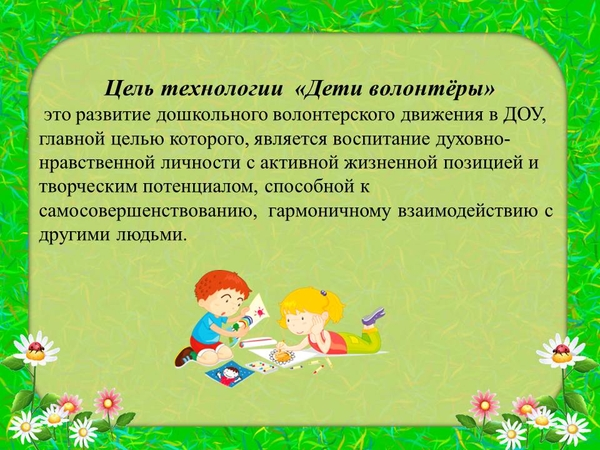 Цель технологии «Дети волонтёры»
это развитие дошкольного волонтерского движения в ДОУ,
главной целью которого, является воспитание духовно-
нравственной личности с активной жизненной позицией и
творческим потенциалом, способной к
самосовершенствованию, гармоничному взаимодействию с
другими людьми.